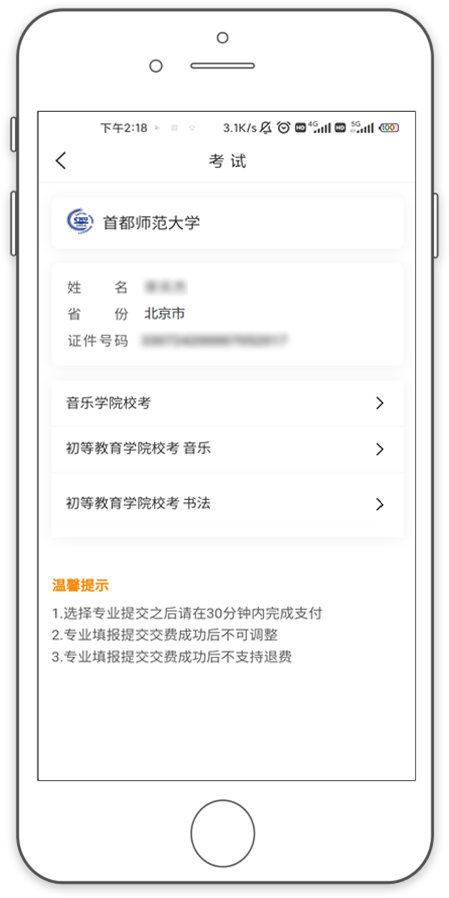 下午2:18
3.1K/s
4G
5G
100
考试
CNU
首都师范大学
姓 名
省 份 北京市
证件号码
音乐学院校考
初等教育学院校考 音乐
初等教育学院校考 书法
温馨提示
1.选择专业提交之后请在30分钟内完成支付
2.专业填报提交交费成功后不可调整
3.专业填报提交交费成功后不支持退费